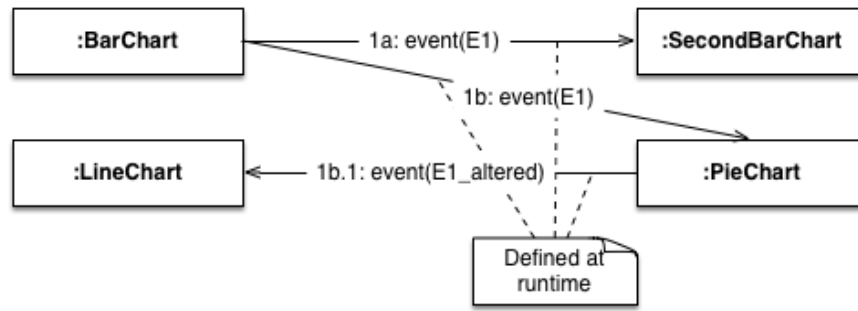 :BarChart
1a: event(E1)
:SecondBarChart
1b: event(E1)
:LineChart
1b.1: event(E1_altered)
:PieChart
Defined at
runtime